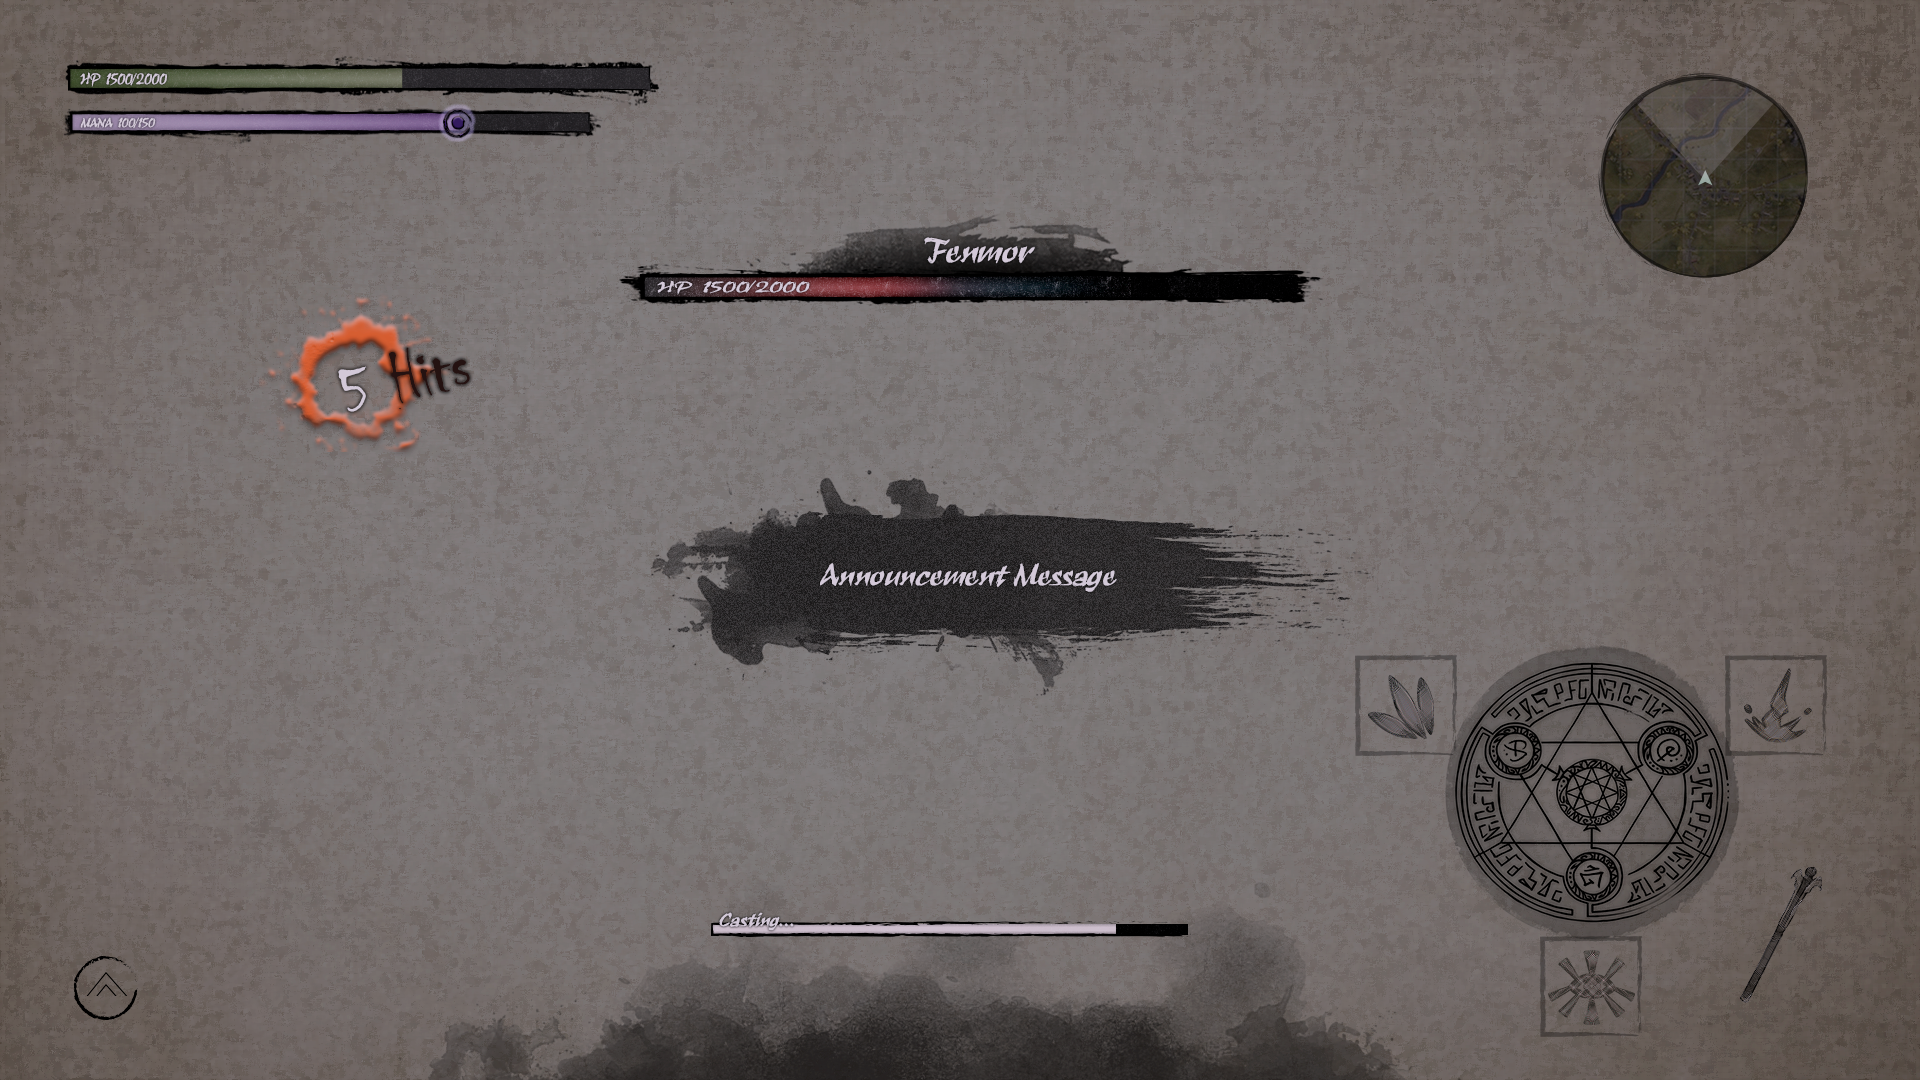 HP 1500/2000
MANA 100/150
Fenmor
HP 1500/2000
5 Hits
Announcement Message
Casting...